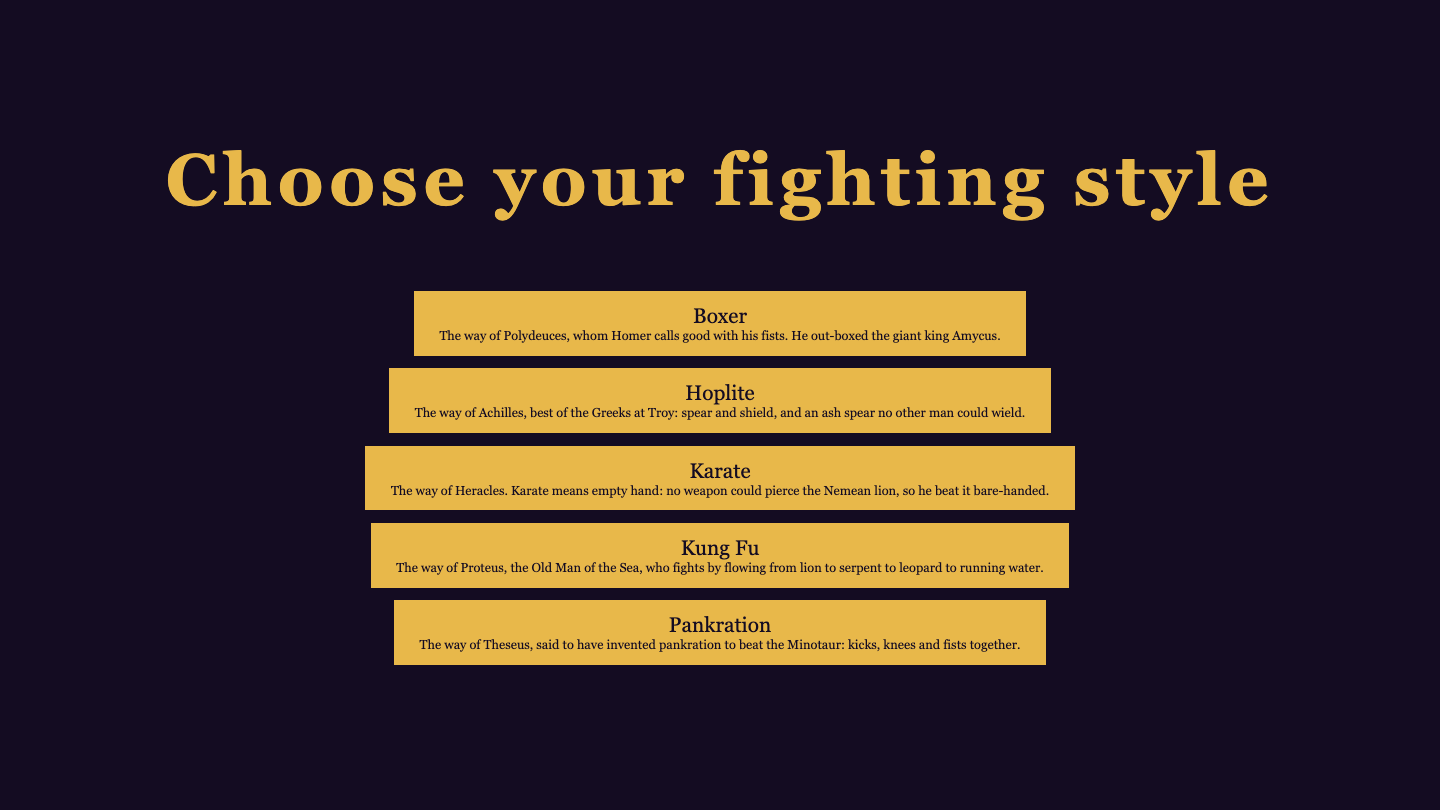 Choose your fighting style
Boxer
The way of Polydeuces, whom Homer calls good with his fists. He out-boxed the giant king Amycus.
Hoplite
The way of Achilles, best of the Greeks at Troy: spear and shield, and an ash spear no other man could wield.
Karate
The way of Heracles. Karate means empty hand: no weapon could pierce the Nemean lion, so he beat it bare-handed.
Kung Fu
The way of Proteus, the Old Man of the Sea, who fights by flowing from lion to serpent to leopard to running water.
Pankration
The way of Theseus, said to have invented pankration to beat the Minotaur: kicks, knees and fists together.